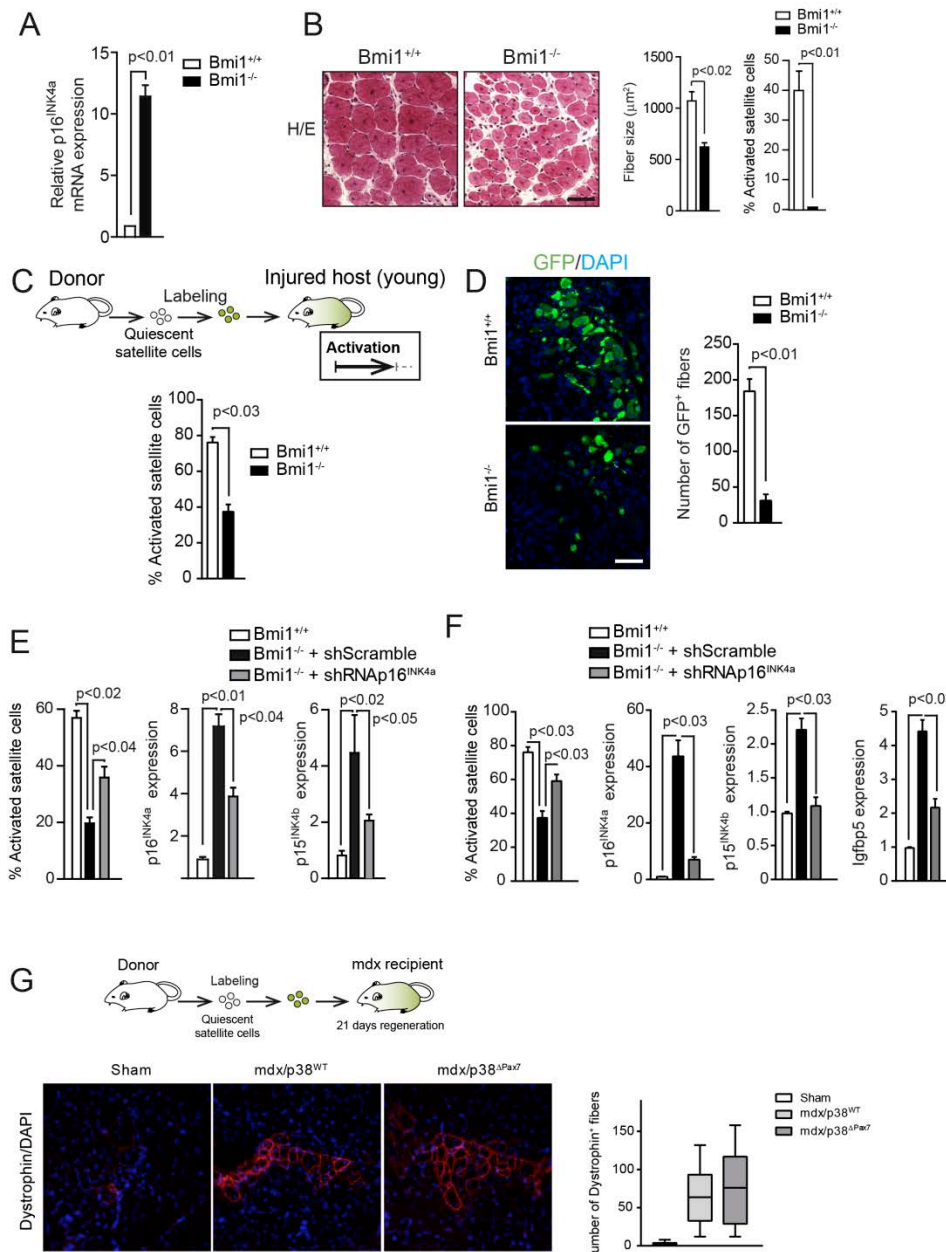 A
Relative p16INK4a
mRNA expression
15
10
5
0
p<0.01
Bmi1+/+
Bmi1-/-
B
Bmi1+/+
Bmi1-/-
H/E
Fiber size (μm2)
1000
500
0
p<0.02
Bmi1+/+
Bmi1-/-
% Activated satellite cells
50
40
30
20
10
0
p<0.01
C
Donor
Labeling
Injured host (young)
Quiescent
satellite cells
Activation
% Activated satellite cells
80
60
40
20
0
p<0.03
Bmi1+/+
Bmi1-/-
D
GFP/DAPI
Bmi1+/+
Bmi1-/-
Bmi1+/+
Bmi1-/-
Number of GFP+ fibers
250
200
150
100
50
0
p<0.01
E
Bmi1+/+
Bmi1-/- + shScramble
Bmi1-/- + shRNAp16INK4a
% Activated satellite cells
60
40
20
0
p<0.02
p<0.04
p16INK4a expression
8
6
4
2
0
p<0.01
p<0.04
p15INK4b expression
6
4
2
0
p<0.02
p<0.05
F
Bmi1+/+
Bmi1-/- + shScramble
Bmi1-/- + shRNAp16INK4a
% Activated satellite cells
100
80
60
40
20
0
p<0.03
p<0.03
p16INK4a expression
60
40
20
0
p<0.03
p15INK4b expression
3.0
2.0
1.0
0
p<0.03
Igfbp5 expression
5
4
3
2
1
0
G
Donor
Labeling
mdx recipient
Quiescent
satellite cells
21 days regeneration
Sham
mdx/p38WT
mdx/p38ΔPax7
Dystrophin/DAPI
of Dystrophin+ fibers
150
100
50
0
Sham
mdx/p38WT
mdx/p38ΔPax7